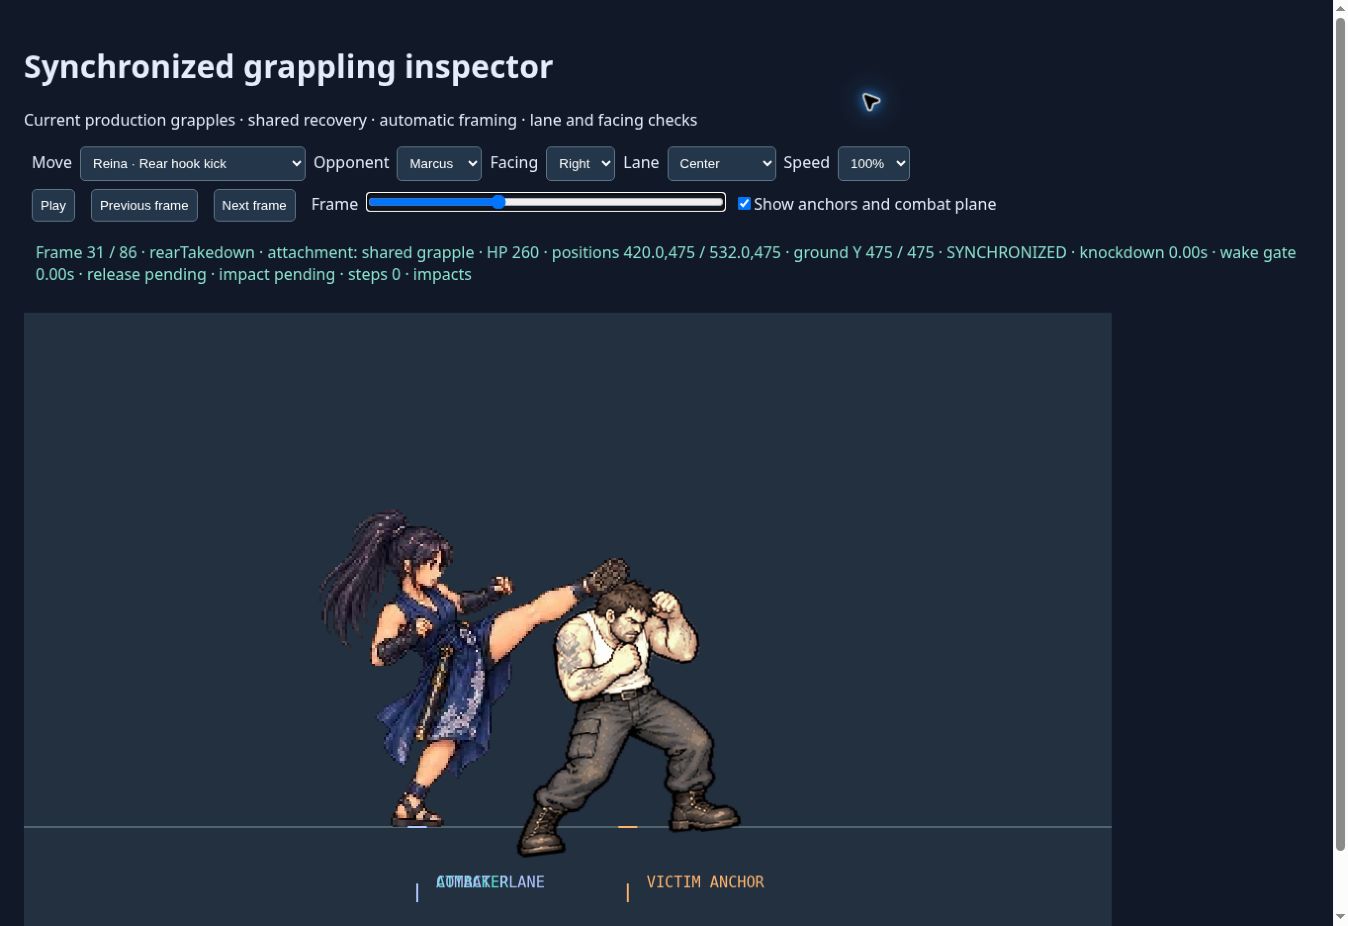 Synchronized grappling inspector
Current production grapples · shared recovery · automatic framing · lane and facing checks
Move Reina · Rear hook kick Opponent Marcus Facing Right Lane Center Speed 100%
Play Previous frame Next frame Frame Show anchors and combat plane
Frame 31 / 86 · rearTakedown · attachment: shared grapple · HP 260 · positions 420.0,475 / 532.0,475 · ground Y 475 / 475 · SYNCHRONIZED · knockdown 0.00s · wake gate
0.00s · release pending · impact pending · steps 0 · impacts
PLANE VICTIM ANCHOR